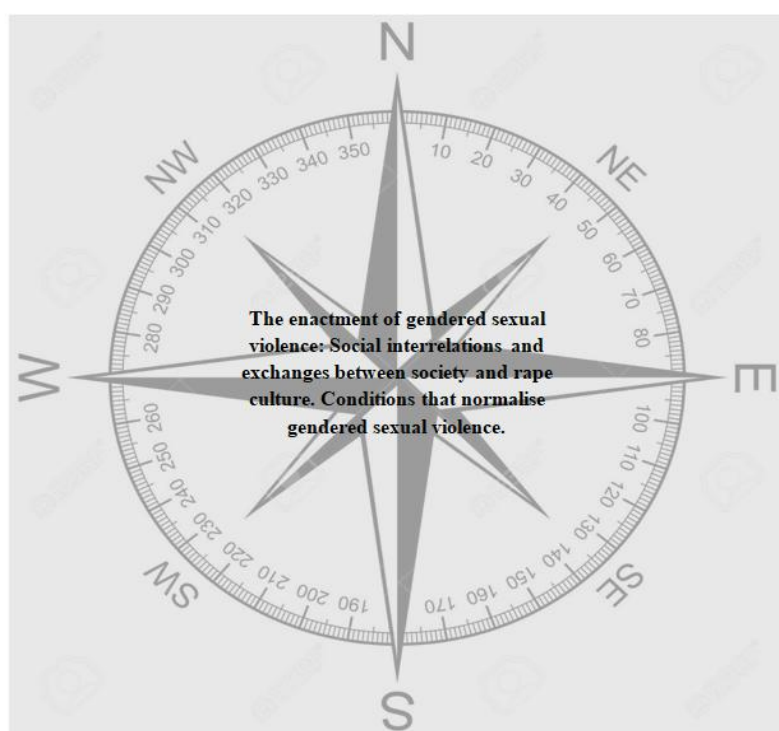 N
NW
NE
350
10
340
20
330
30
320
40
310
50
300
60
290
70
280
80
The enactment of gendered sexual
violence: Social interrelations and
exchanges between society and rape
culture. Conditions that normalise
gendered sexual violence.
W
E
260
100
250
110
240
120
230
130
220
140
210
150
200
160
190
170
SW
SE
S